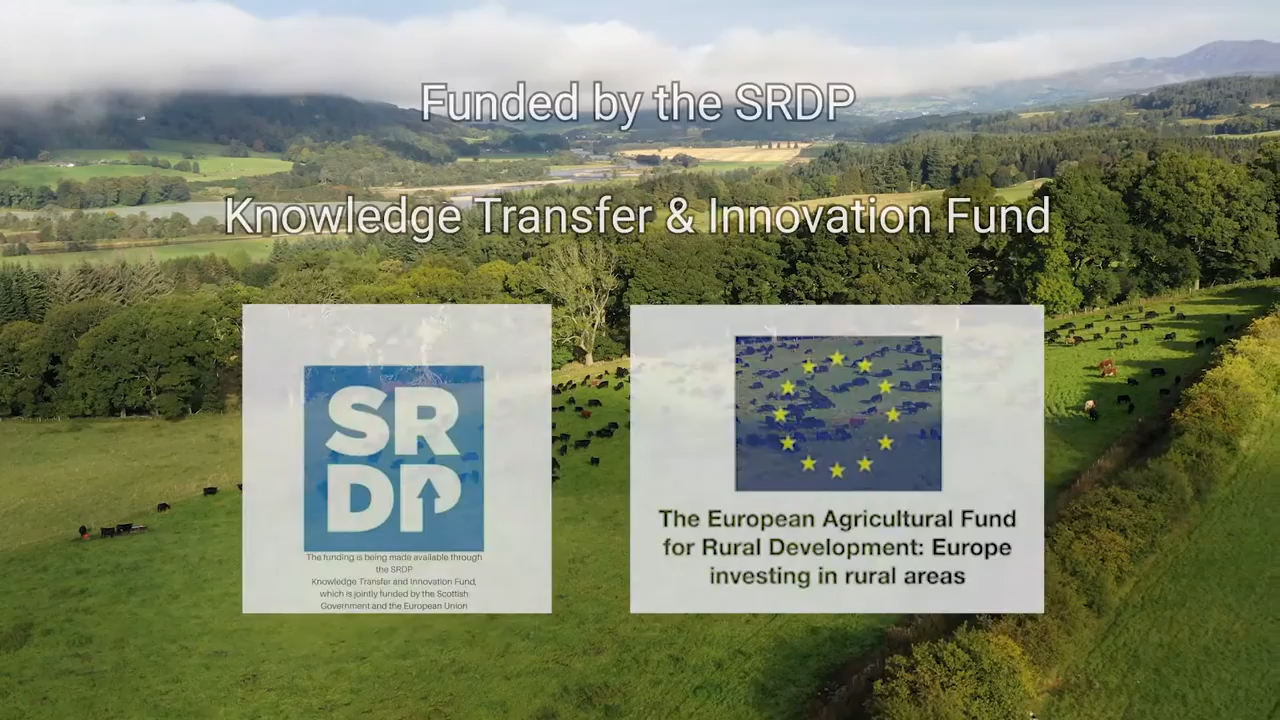 Funded by the SRDP
Knowledge Transfer & Innovation Fund
SR
DP
The funding is being made available through
the SRDP
Knowledge Transfer and Innovation Fund,
which is jointly funded by the Scottish
Government and the European Union
The European Agricultural Fund
for Rural Development: Europe
investing in rural areas